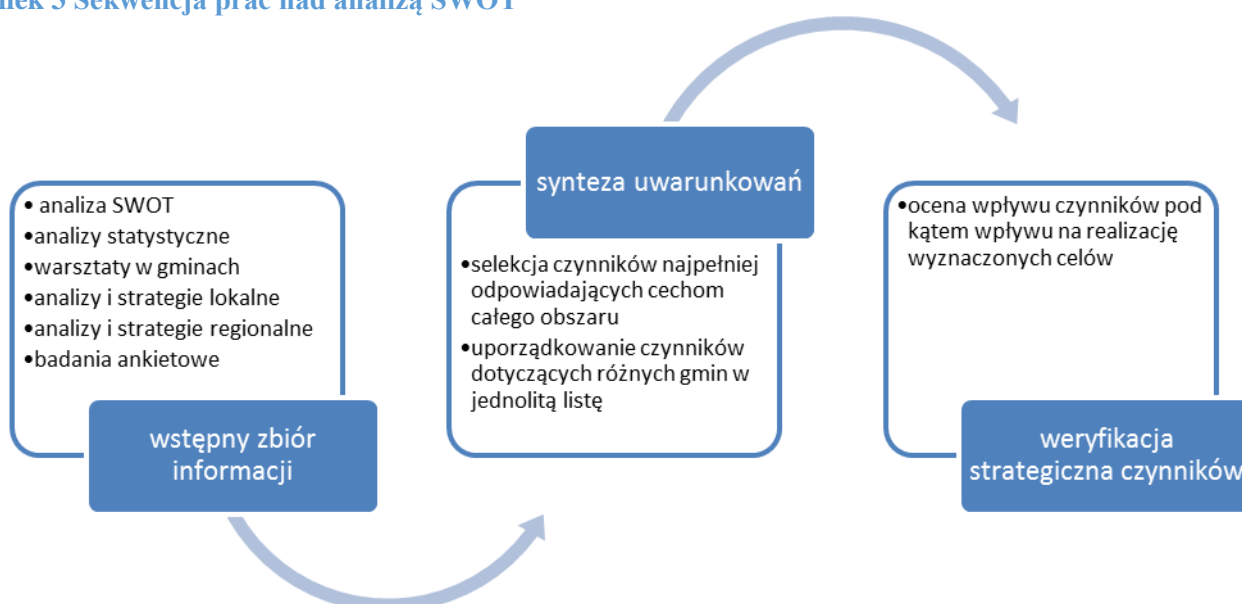 nek 5 Sekwencja prac nad analizą SWOT
• analiza SWOT
•analizy statystyczne
•warsztaty w gminach
•analizy i strategie lokalne
•analizy i strategie regionalne
•badania ankietowe
wstępny zbiór
informacji
synteza uwarunkowań
•selekcja czynników najpełniej
odpowiadających cechom
całego obszaru
•uporządkowanie czynników
dotyczących różnych gmin w
jednolitą listę
•ocena wpływu czynników pod
kątem wpływu na realizację
wyznaczonych celów
weryfikacja
strategiczna czynników